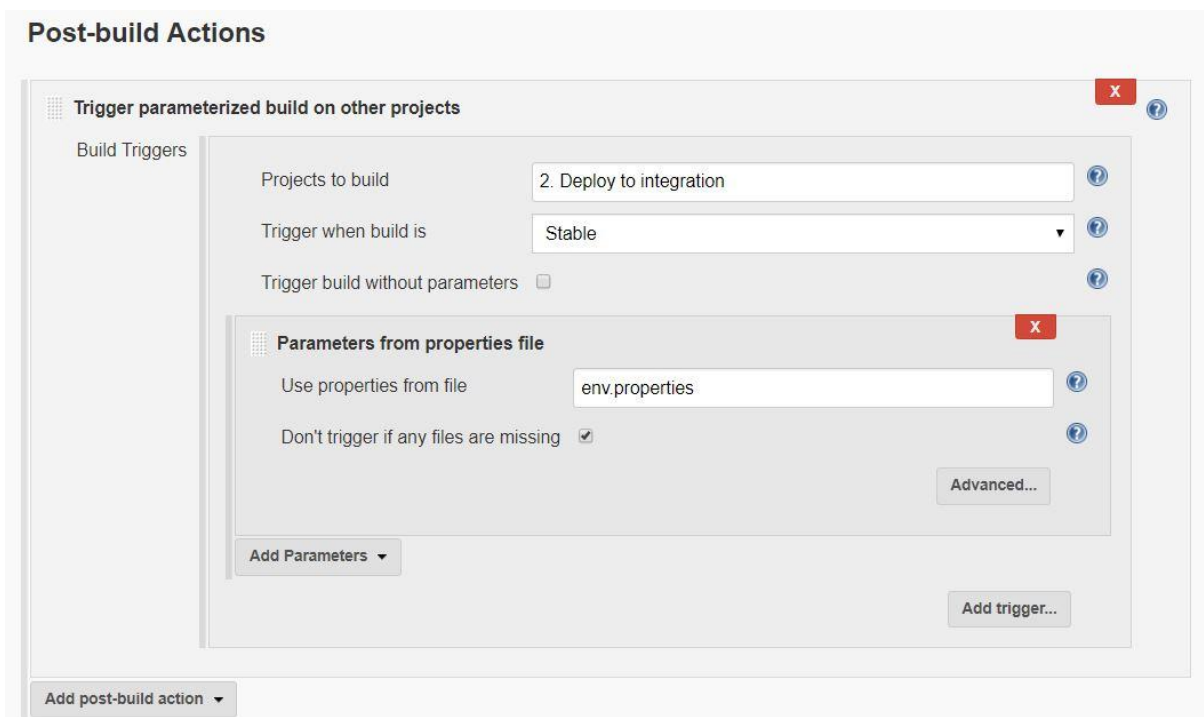 Post-build Actions
X
Trigger parameterized build on other projects
Build Triggers
Projects to build 2. Deploy to integration
Trigger when build is Stable
Trigger build without parameters
X
Parameters from properties file
Use properties from file env.properties
Don't trigger if any files are missing
Advanced...
Add Parameters
Add trigger...
Add post-build action